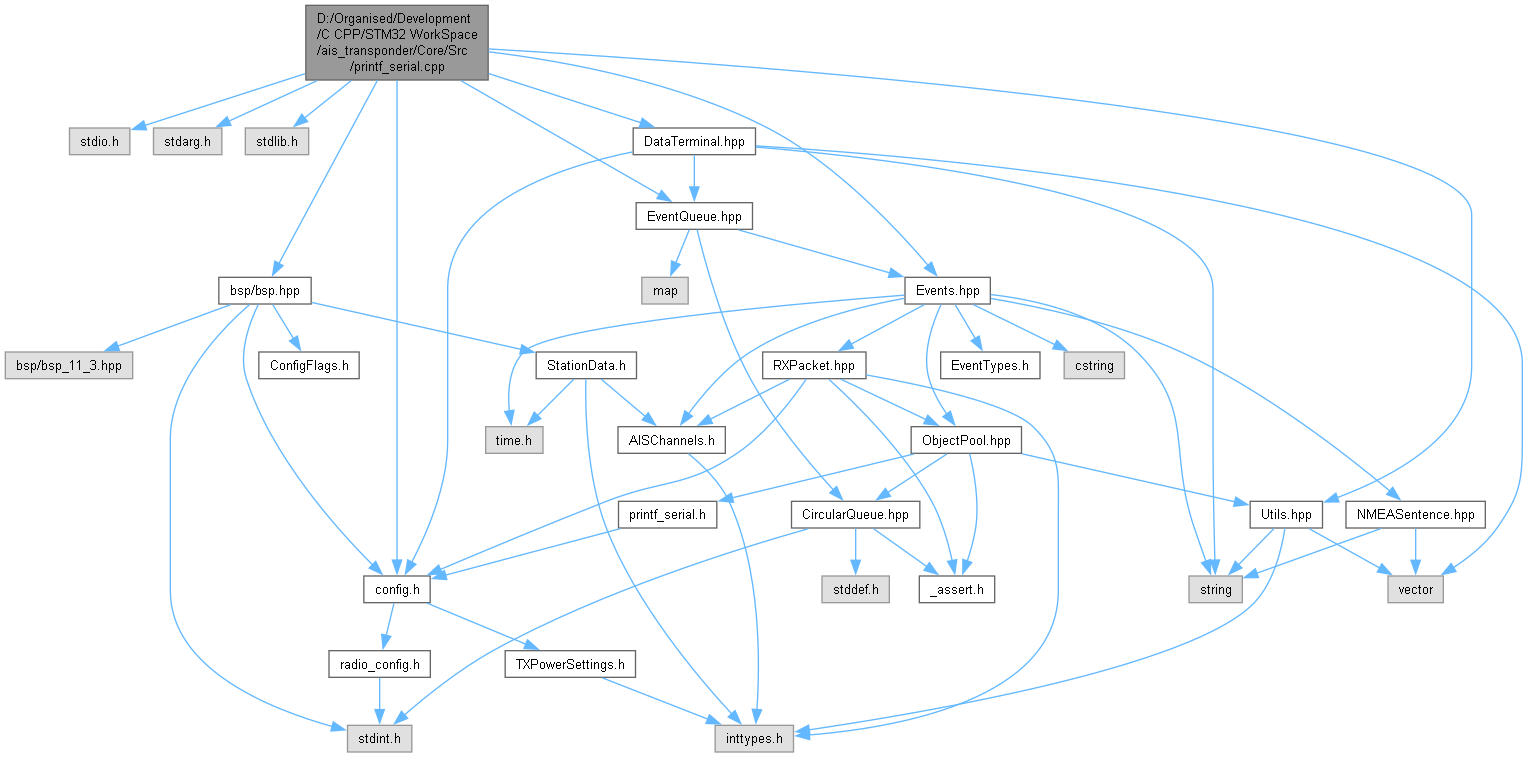 D:/Organised/Development
/C CPP/STM32 WorkSpace
/ais_transponder/Core/Src
/printf_serial.cpp
stdio.h
stdarg.h
stdlib.h
DataTerminal.hpp
EventQueue.hpp
bsp/bsp.hpp
map
Events.hpp
bsp/bsp_11_3.hpp
ConfigFlags.h
StationData.h
RXPacket.hpp
EventTypes.h
cstring
time.h
AISChannels.h
ObjectPool.hpp
printf_serial.h
CircularQueue.hpp
Utils.hpp
NMEASentence.hpp
config.h
stddef.h
_assert.h
string
vector
radio_config.h
TXPowerSettings.h
stdint.h
inttypes.h